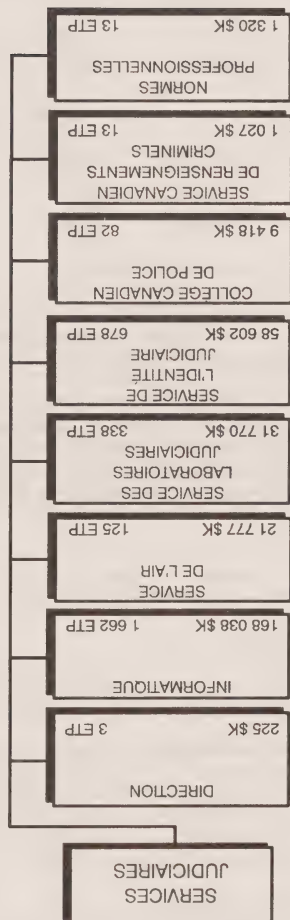 SERVICES
JUDICIAIRES
DIRECTION
225 $K 3 ETP
INFORMATIQUE
168 038 $K 1 662 ETP
SERVICE
DE L'AIR
21 777 $K 125 ETP
SERVICE DES
LABORATOIRES
JUDICIAIRES
31 770 $K 338 ETP
SERVICE DE
L'IDENTITÉ
JUDICIAIRE
58 602 $K 678 ETP
COLLÈGE CANADIEN
DE POLICE
9 418 $K 82 ETP
SERVICE CANADIEN
DE RENSEIGNEMENTS
CRIMINELS
1 027 $K 13 ETP
NORMES
PROFESSIONNELLES
1 320 $K 13 ETP